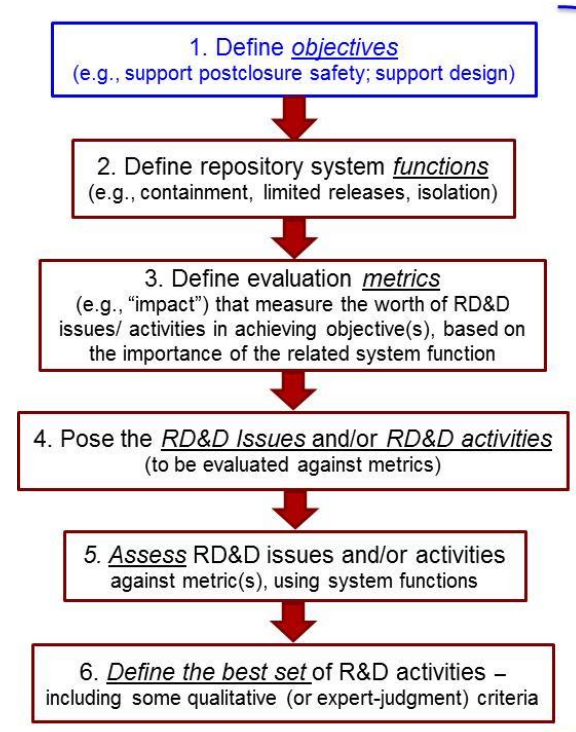 1. Define objectives
(e.g., support postclosure safety; support design)
2. Define repository system functions
(e.g., containment, limited releases, isolation)
3. Define evaluation metrics
(e.g., “impact”) that measure the worth of RD&D
issues/ activities in achieving objective(s), based on
the importance of the related system function
4. Pose the RD&D Issues and/or RD&D activities
(to be evaluated against metrics)
5. Assess RD&D issues and/or activities
against metric(s), using system functions
6. Define the best set of R&D activities –
including some qualitative (or expert-judgment) criteria